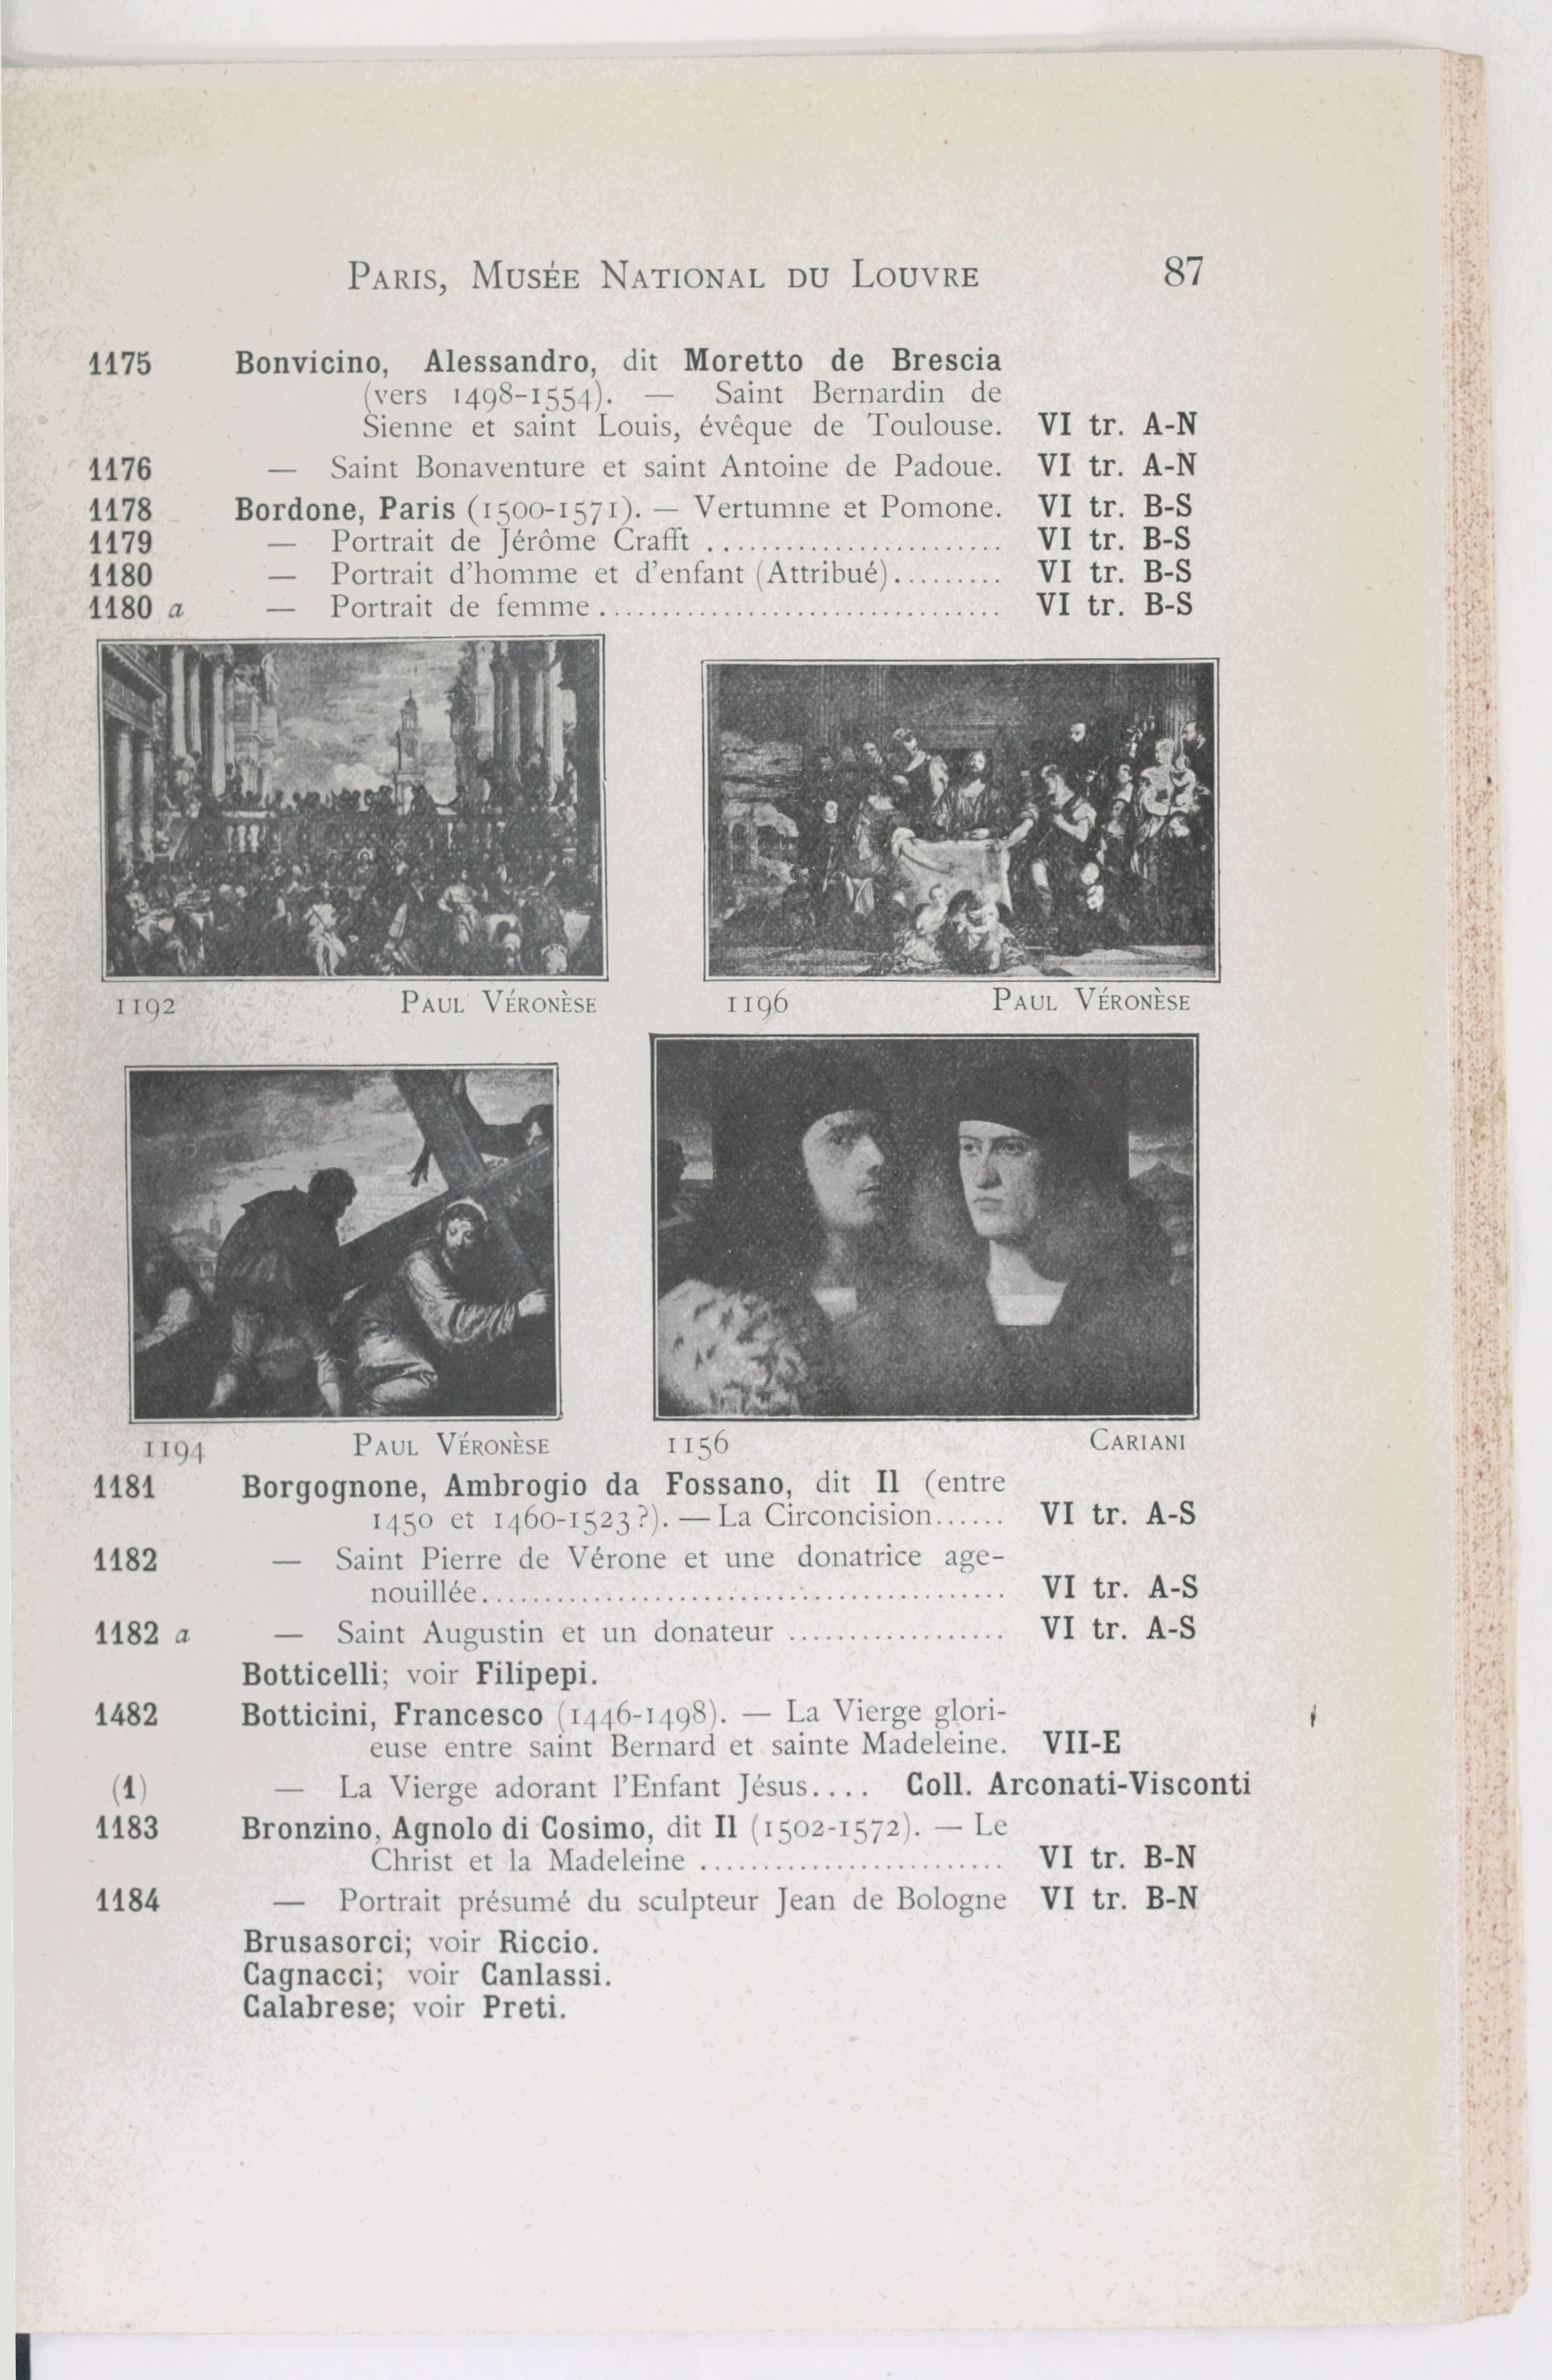 PARIS, MUSÉE NATIONAL DU LOUVRE 87
1175 Bonvicino, Alessandro, dit Moretto de Brescia
(vers 1498-1554). — Saint Bernardin de
Sienne et saint Louis, évêque de Toulouse. VI tr. A-N
1176 — Saint Bonaventure et saint Antoine de Padoue. VI tr. A-N
1178 Bordone, Paris (1500-1571). — Vertumne et Pomone. VI tr. B-S
1179 — Portrait de Jérôme Crafft ........................ VI tr. B-S
1180 — Portrait d'homme et d'enfant (Attribué)......... VI tr. B-S
1180 a — Portrait de femme................................ VI tr. B-S
1192 PAUL VÉRONÈSE
1196 PAUL VÉRONÈSE
1194 PAUL VÉRONÈSE
1156 CARIANI
1181 Borgognone, Ambrogio da Fossano, dit Il (entre
1450 et 1460-1523?). — La Circoncision...... VI tr. A-S
1182 — Saint Pierre de Vérone et une donatrice age-
nouillée.......................................... VI tr. A-S
1182 a — Saint Augustin et un donateur ................. VI tr. A-S
Botticelli; voir Filipepi.
1482 Botticini, Francesco (1446-1498). — La Vierge glori-
euse entre saint Bernard et sainte Madeleine. VII-E
(1) — La Vierge adorant l'Enfant Jésus.... Coll. Arconati-Visconti
1183 Bronzino, Agnolo di Cosimo, dit Il (1502-1572). — Le
Christ et la Madeleine ........................ VI tr. B-N
1184 — Portrait présumé du sculpteur Jean de Bologne VI tr. B-N
Brusasorci; voir Riccio.
Cagnacci; voir Canlassi.
Calabrese; voir Preti.